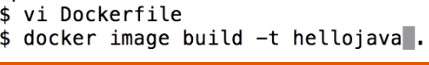 $ vi Dockerfile
$ docker image build -t hellojava .